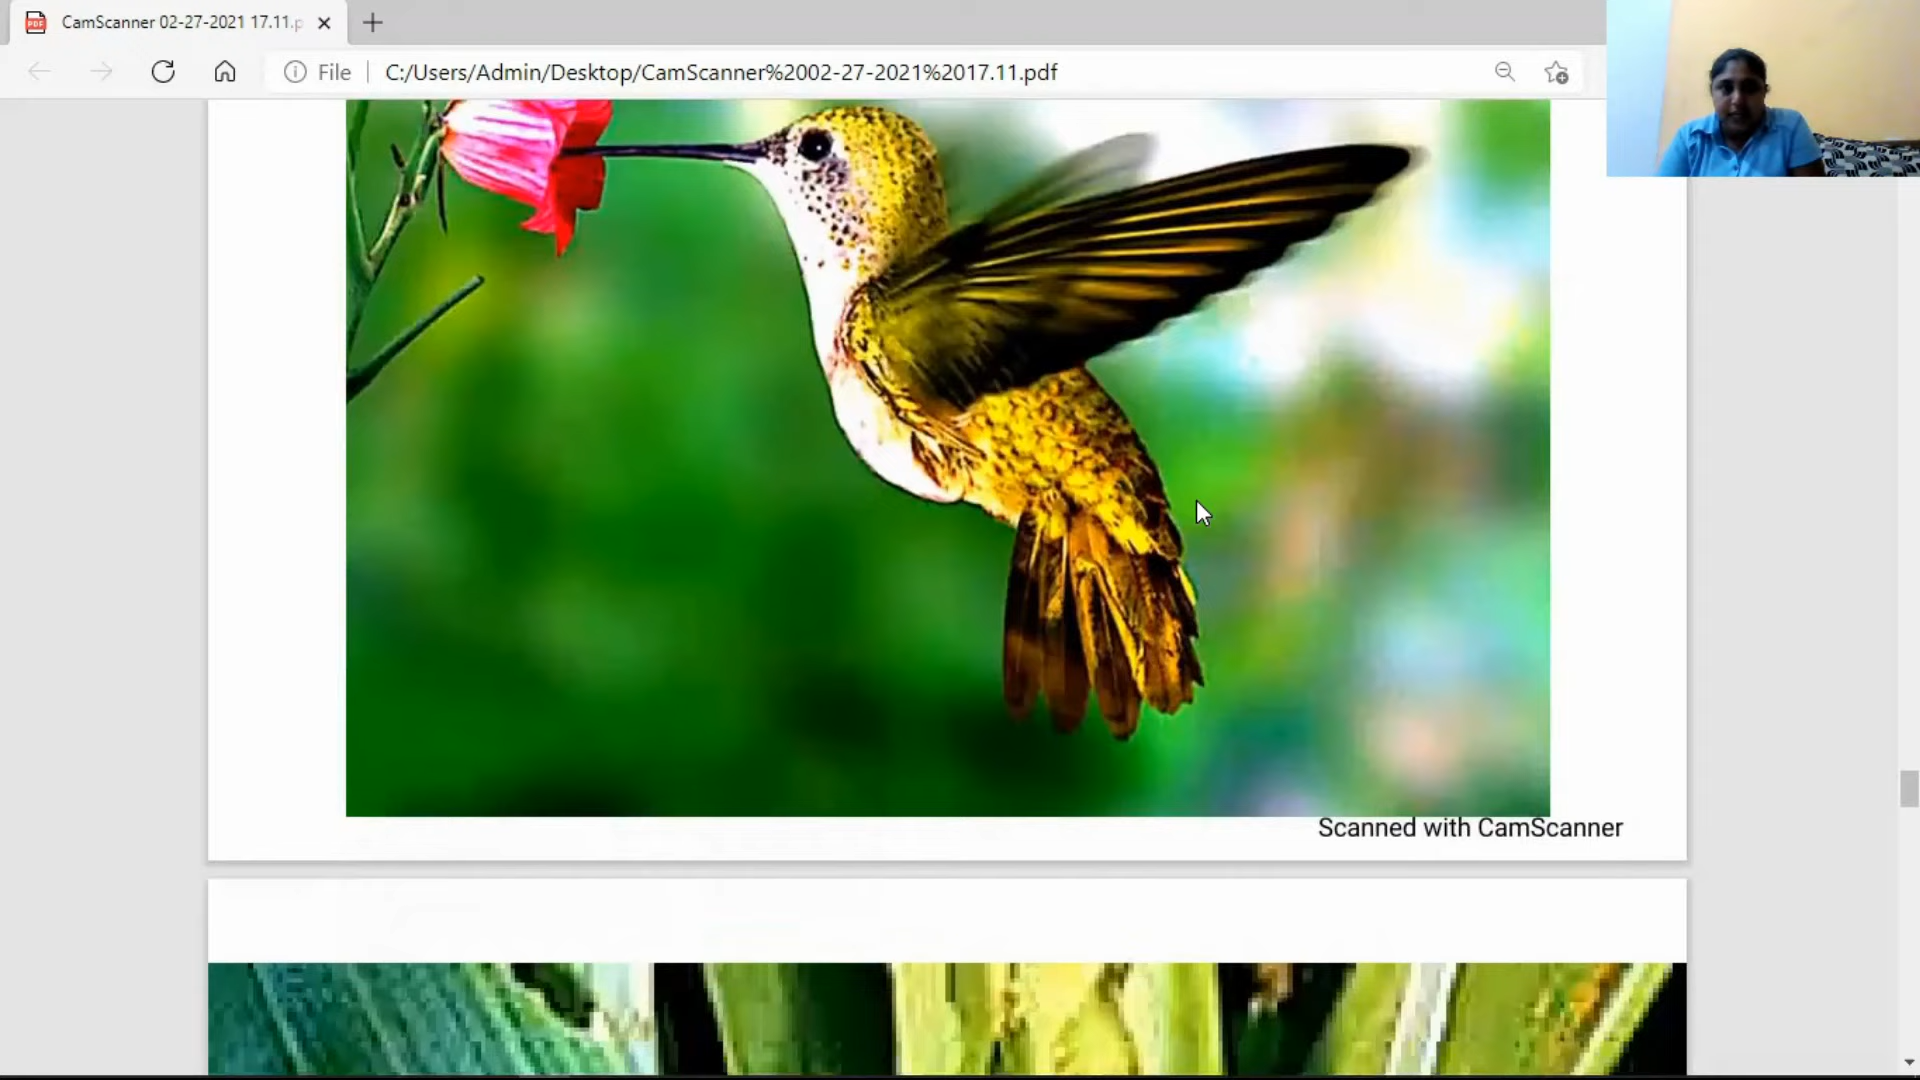 CamScanner 02-27-2021 17.11.p
File
C:/Users/Admin/Desktop/CamScanner%2002-27-2021%2017.11.pdf
Scanned with CamScanner